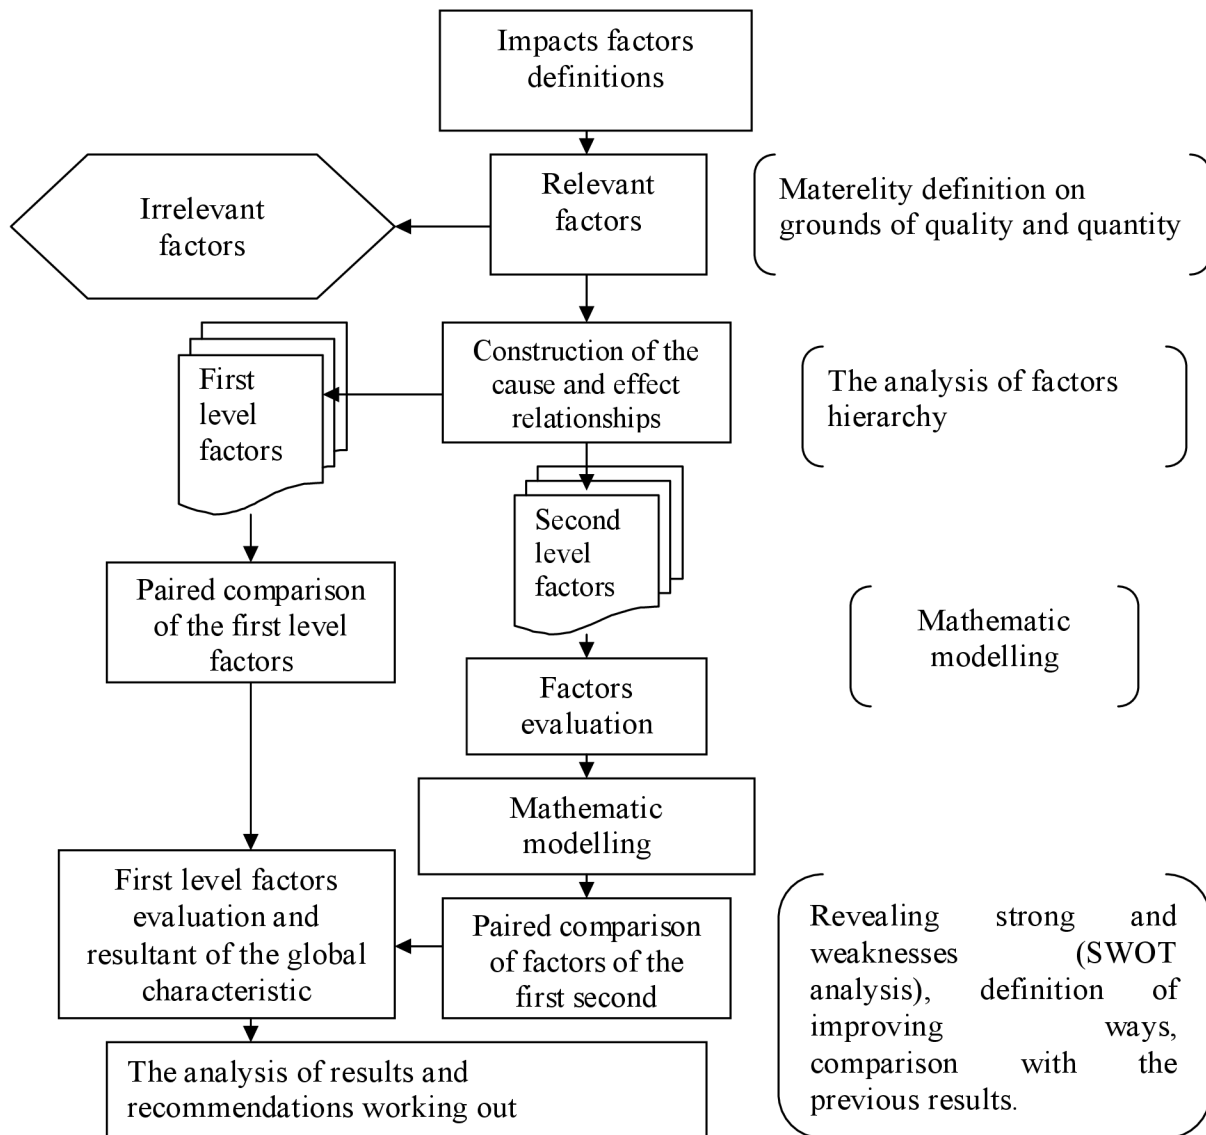 Impacts factors
definitions
Irrelevant
factors
Relevant
factors
Materelity definition on
grounds of quality and quantity
First
level
factors
Construction of the
cause and effect
relationships
The analysis of factors
hierarchy
Second
level
factors
Paired comparison
of the first level
factors
Mathematic
modelling
Factors
evaluation
Mathematic
modelling
First level factors
evaluation and
resultant of the global
characteristic
Paired comparison
of factors of the
first second
Revealing strong and
weaknesses (SWOT
analysis), definition of
improving ways,
comparison with the
previous results.
The analysis of results and
recommendations working out